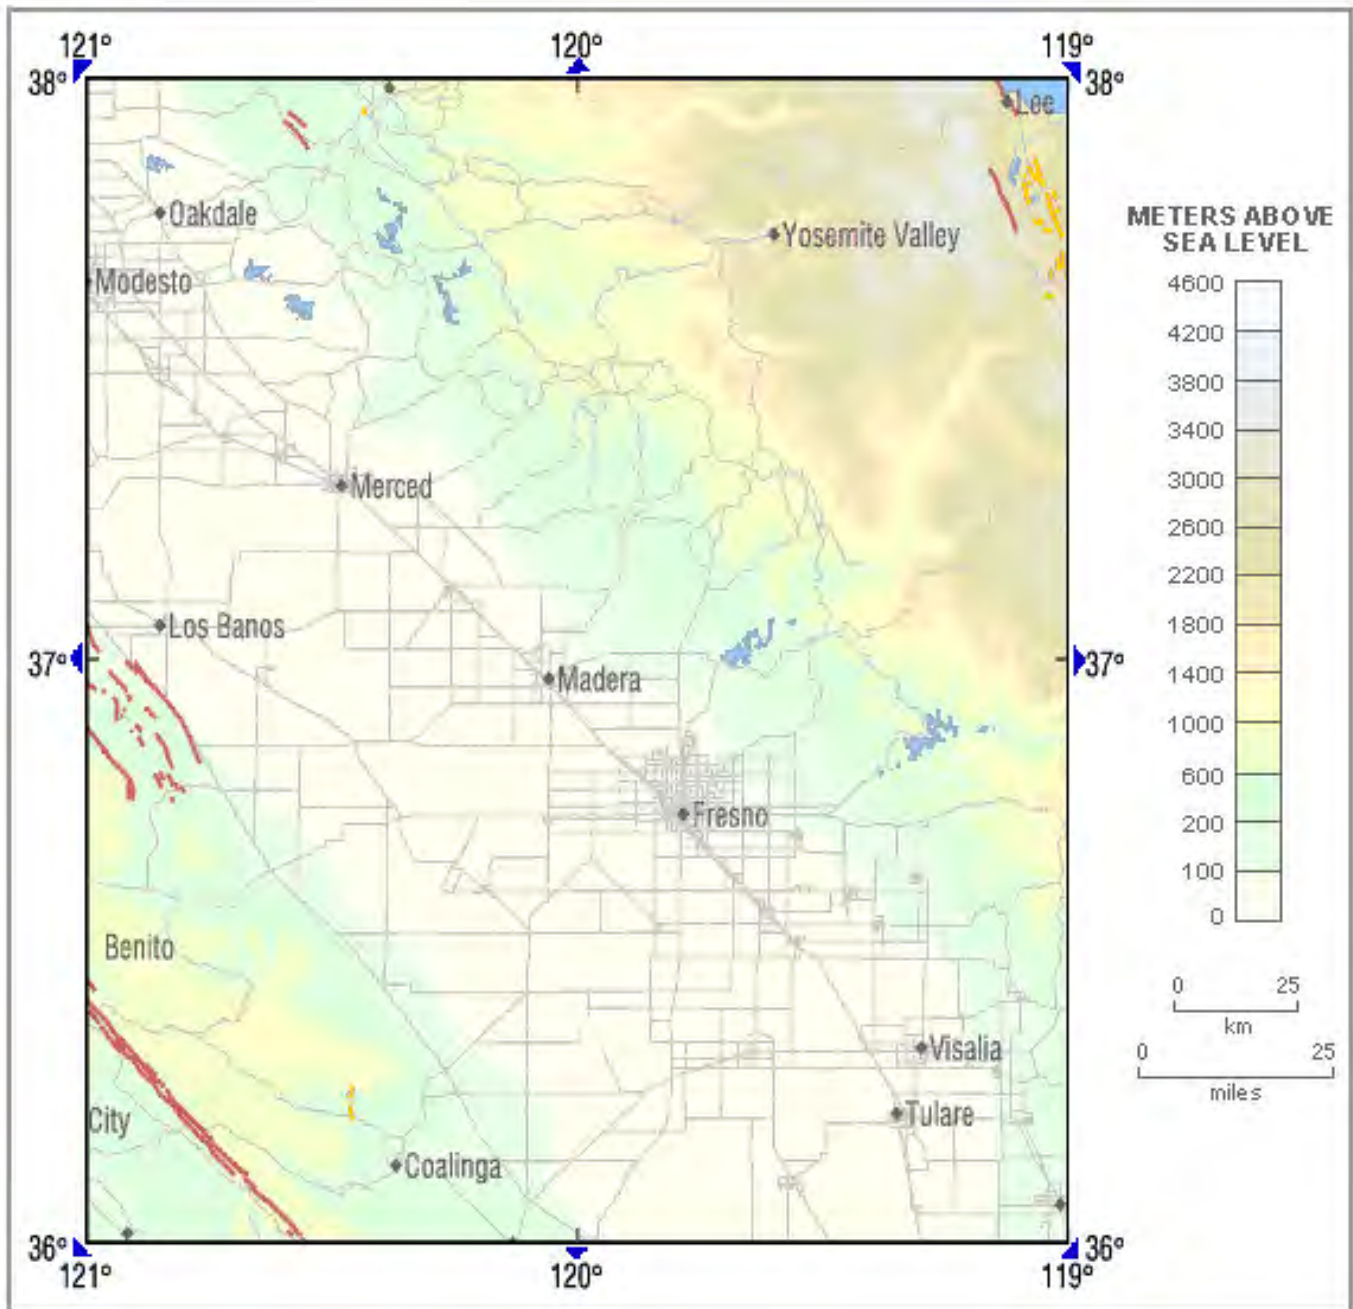 121° 120° 119°
38° 38°
Lee
Oakdale
Yosemite Valley
Modesto
METERS ABOVE
SEA LEVEL
4600
4200
3800
3400
3000
2600
2200
1800
1400
1000
600
200
100
0
Merced
Los Banos
37° 37°
Madera
Fresno
Benito
0 25
km
0 25
miles
Visalia
City
Tulare
Coalinga
36° 36°
121° 120° 119°